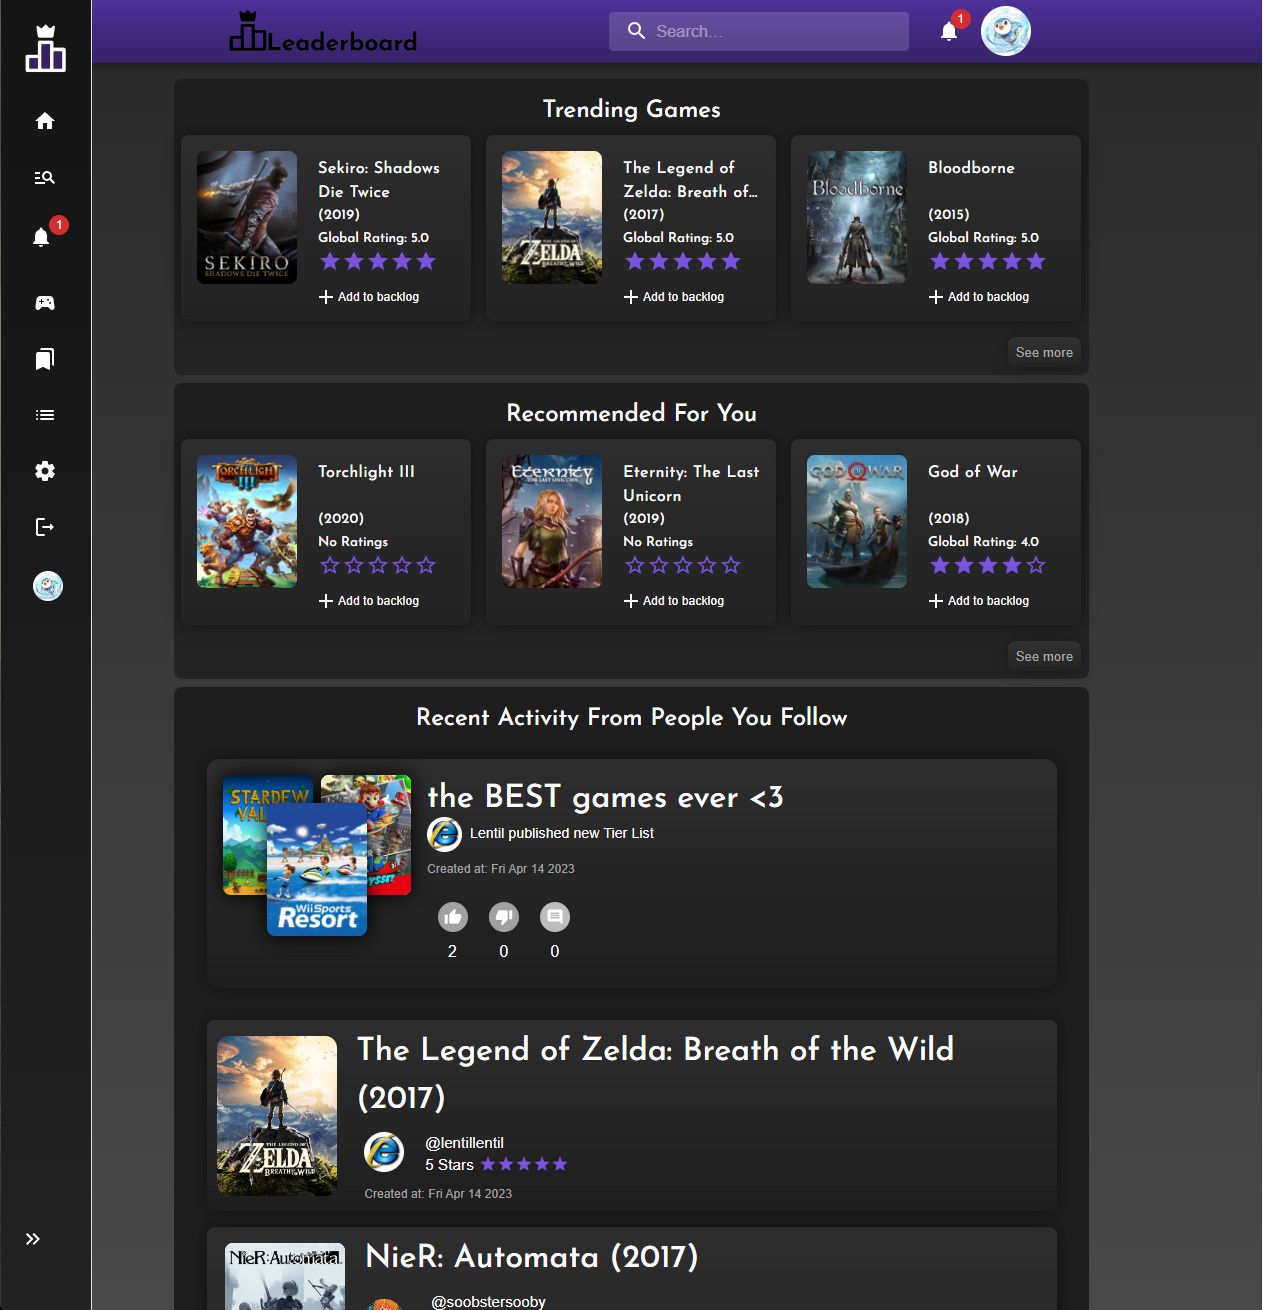 Leaderboard
Search...
1
1
Trending Games
Sekiro: Shadows
Die Twice
(2019)
Global Rating: 5.0
Add to backlog
SEKIRO
SHADOWS DIE TWICE
The Legend of
Zelda: Breath of...
(2017)
Global Rating: 5.0
Add to backlog
THE LEGEND OF
ZELDA
BREATH OF THE WILD
Bloodborne
(2015)
Global Rating: 5.0
Add to backlog
Bloodborne
See more
Recommended For You
Torchlight III
(2020)
No Ratings
Add to backlog
TORCHLIGHT
III
Eternity: The Last
Unicorn
(2019)
No Ratings
Add to backlog
ETERNITY
THE LAST UNICORN
God of War
(2018)
Global Rating: 4.0
Add to backlog
GOD OF WAR
See more
Recent Activity From People You Follow
STARDEW
VAL
Wii Sports
Resort
YSSEY
the BEST games ever <3
Lentil published new Tier List
Created at: Fri Apr 14 2023
2
0
0
THE LEGEND OF
ZELDA
BREATH OF THE WILD
The Legend of Zelda: Breath of the Wild
(2017)
@lentillentil
5 Stars
Created at: Fri Apr 14 2023
NieR:Automata
NieR: Automata (2017)
@soobstersooby